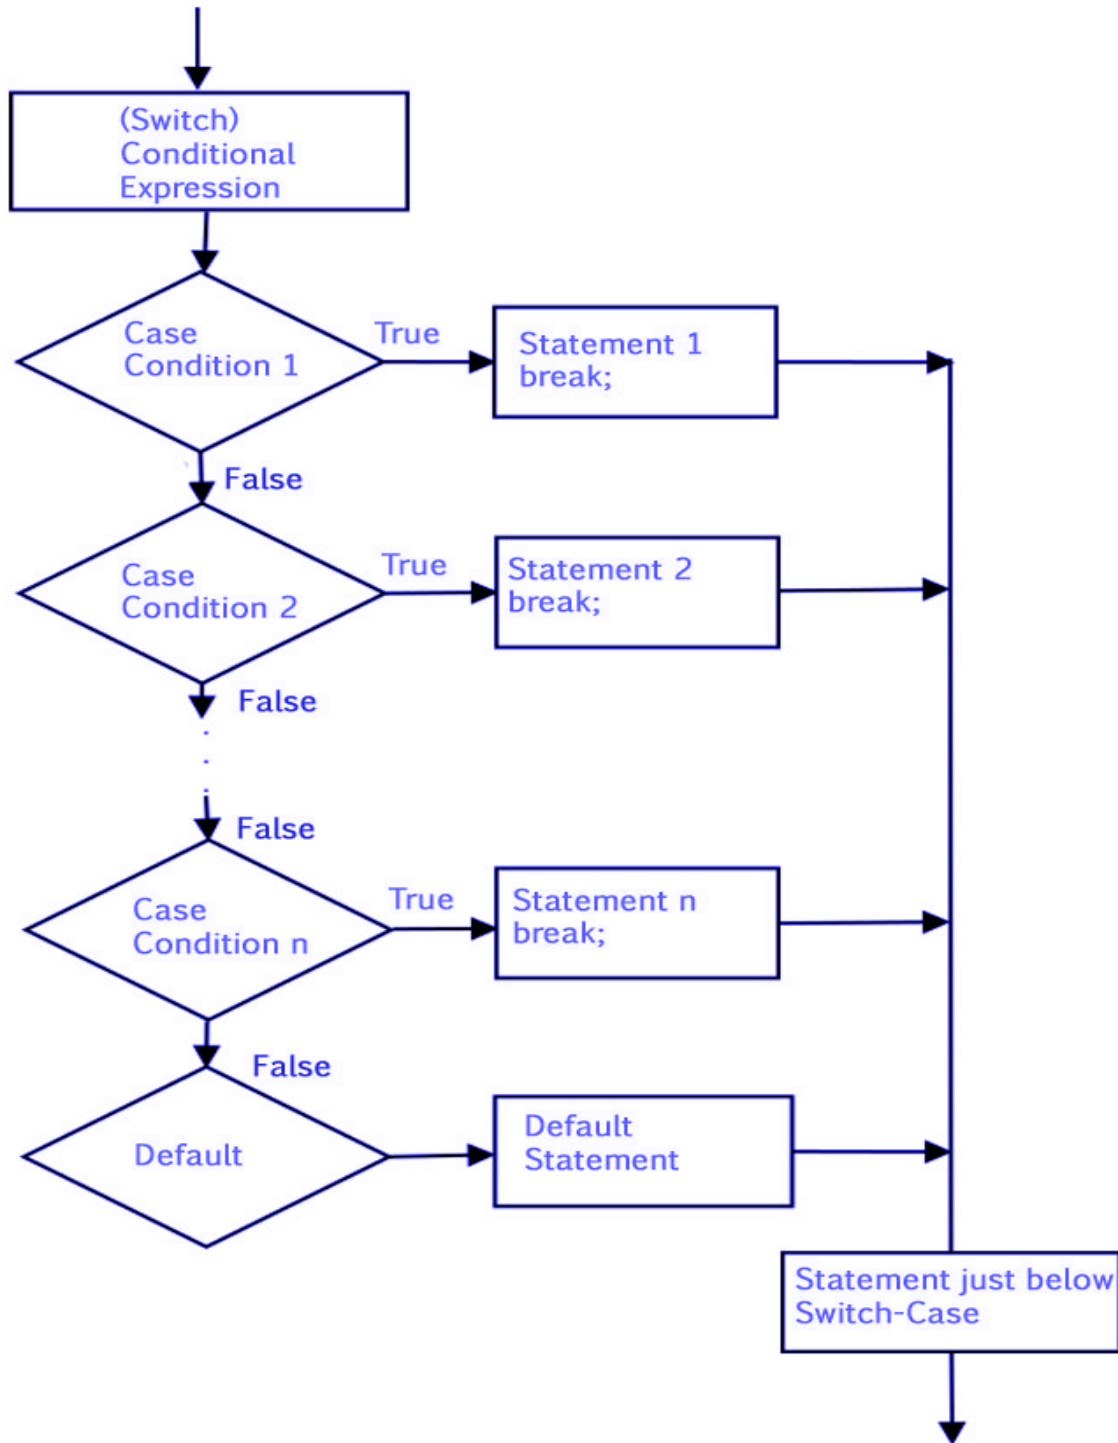 (Switch)
Conditional
Expression
Case
Condition 1
True
Statement 1
break;
False
Case
Condition 2
True
Statement 2
break;
False
False
Case
Condition n
True
Statement n
break;
False
Default
Default
Statement
Statement just below
Switch-Case